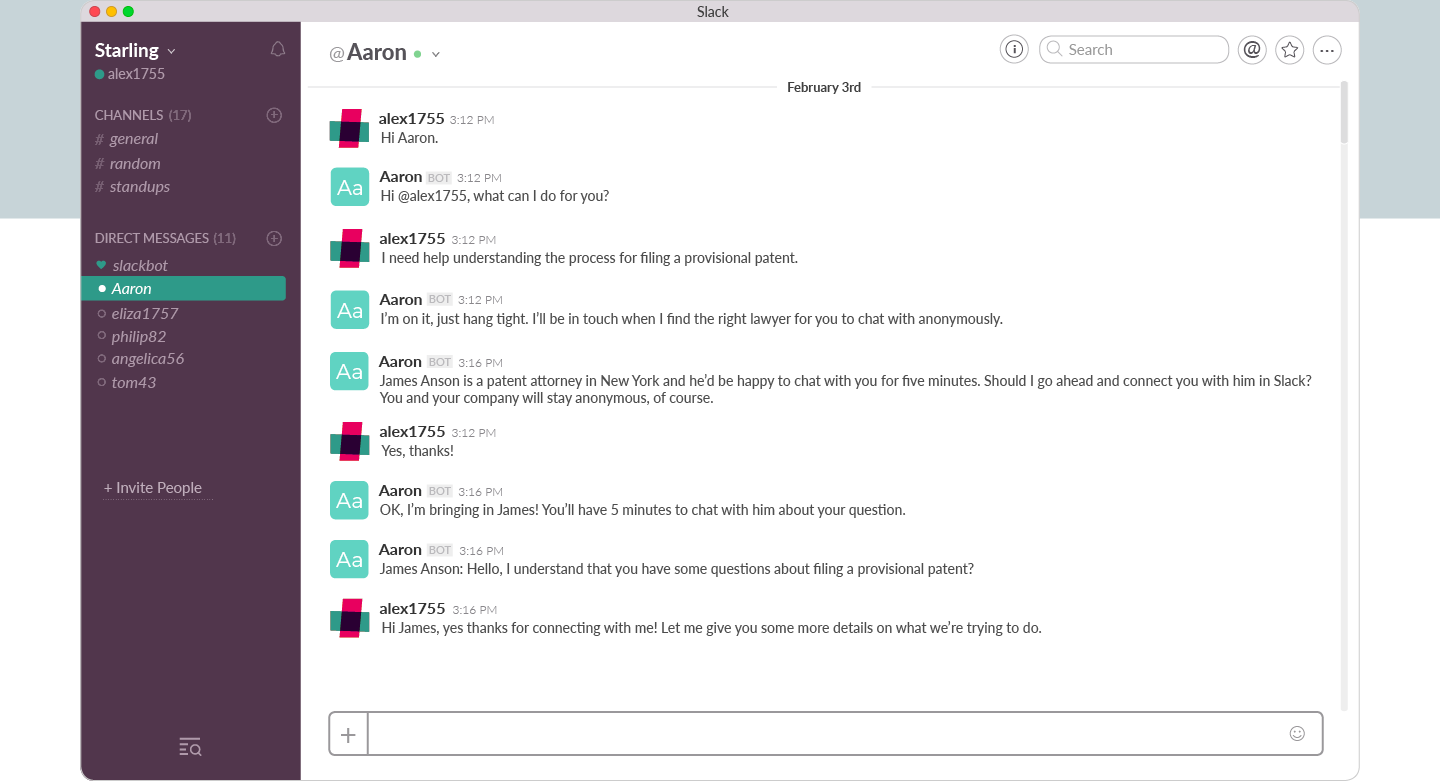 Slack
Starling
alex1755
CHANNELS (17)
# general
# random
# standups
DIRECT MESSAGES (11)
slackbot
Aaron
eliza1757
philip82
angelica56
tom43
+ Invite People
@Aaron
Search
@
February 3rd
alex1755 3:12 PM
Hi Aaron.
Aa
Aaron BOT 3:12 PM
Hi @alex1755, what can I do for you?
alex1755 3:12 PM
I need help understanding the process for filing a provisional patent.
Aa
Aaron BOT 3:12 PM
I’m on it, just hang tight. I’ll be in touch when I find the right lawyer for you to chat with anonymously.
Aa
Aaron BOT 3:16 PM
James Anson is a patent attorney in New York and he’d be happy to chat with you for five minutes. Should I go ahead and connect you with him in Slack?
You and your company will stay anonymous, of course.
alex1755 3:12 PM
Yes, thanks!
Aa
Aaron BOT 3:16 PM
OK, I’m bringing in James! You’ll have 5 minutes to chat with him about your question.
Aa
Aaron BOT 3:16 PM
James Anson: Hello, I understand that you have some questions about filing a provisional patent?
alex1755 3:16 PM
Hi James, yes thanks for connecting with me! Let me give you some more details on what we’re trying to do.